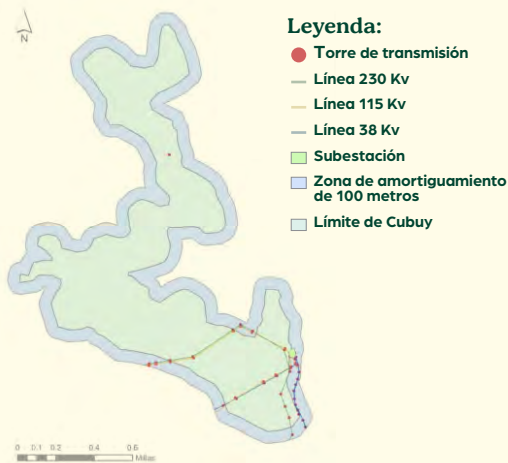 N
Leyenda:
Torre de transmisión
Línea 230 Kv
Línea 115 Kv
Línea 38 Kv
Subestación
Zona de amortiguamiento
de 100 metros
Límite de Cubuy
0 0.1 0.2 0.4 0.6
Millas